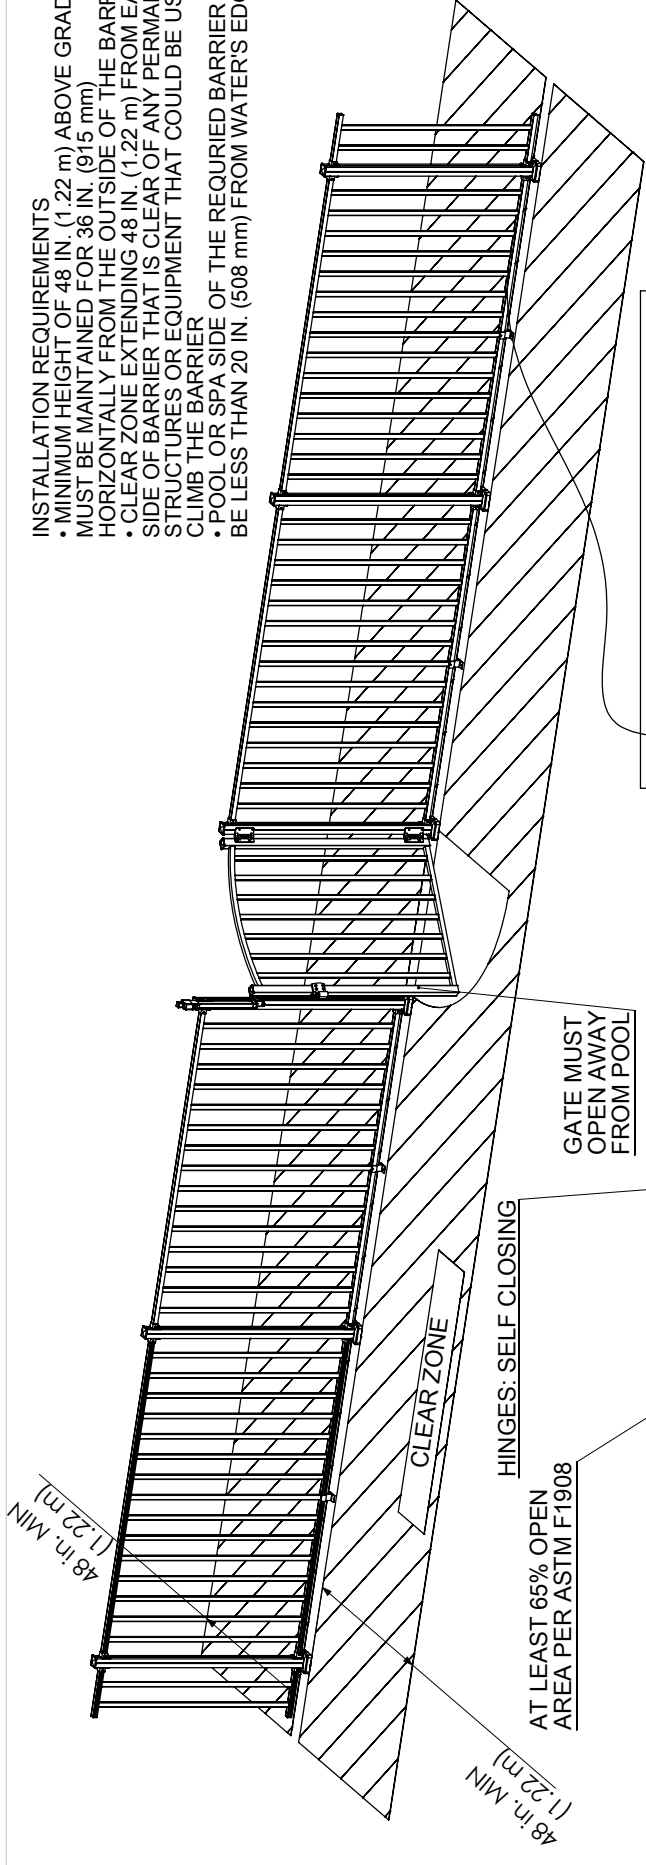 INSTALLATION REQUIREMENTS
• MINIMUM HEIGHT OF 48 IN. (1.22 m) ABOVE GRAD
MUST BE MAINTAINED FOR 36 IN. (915 mm)
HORIZONTALLY FROM THE OUTSIDE OF THE BARR
• CLEAR ZONE EXTENDING 48 IN. (1.22 m) FROM EA
SIDE OF BARRIER THAT IS CLEAR OF ANY PERMA
STRUCTURES OR EQUIPMENT THAT COULD BE US
CLIMB THE BARRIER
• POOL OR SPA SIDE OF THE REQURIED BARRIER
BE LESS THAN 20 IN. (508 mm) FROM WATER'S EDG
48 in. MIN
(1.22 m)
CLEAR ZONE
GATE MUST
OPEN AWAY
FROM POOL
HINGES: SELF CLOSING
AT LEAST 65% OPEN
AREA PER ASTM F1908
48 in. MIN
(1.22 m)